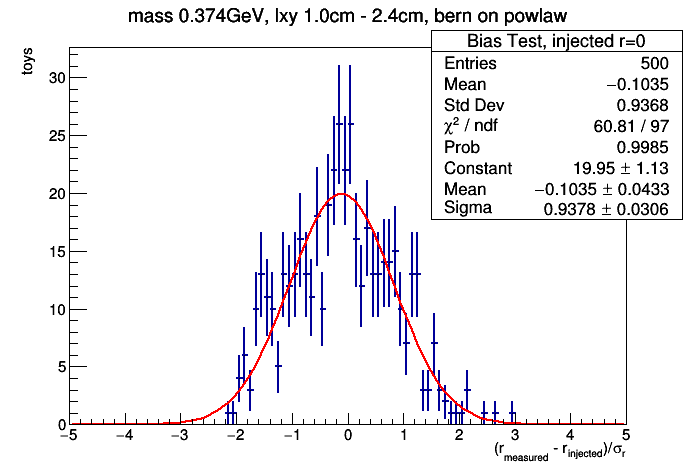 mass 0.374GeV, lxy 1.0cm - 2.4cm, bern on powlaw
toys
Bias Test, injected r=0
Entries 500
Mean −0.1035
Std Dev 0.9368
χ² / ndf 60.81 / 97
Prob 0.9985
Constant 19.95 ± 1.13
Mean −0.1035 ± 0.0433
Sigma 0.9378 ± 0.0306
30
25
20
15
10
5
0
−5 −4 −3 −2 −1 0 1 2 3 4 5
(r_measured - r_injected)/σ_r